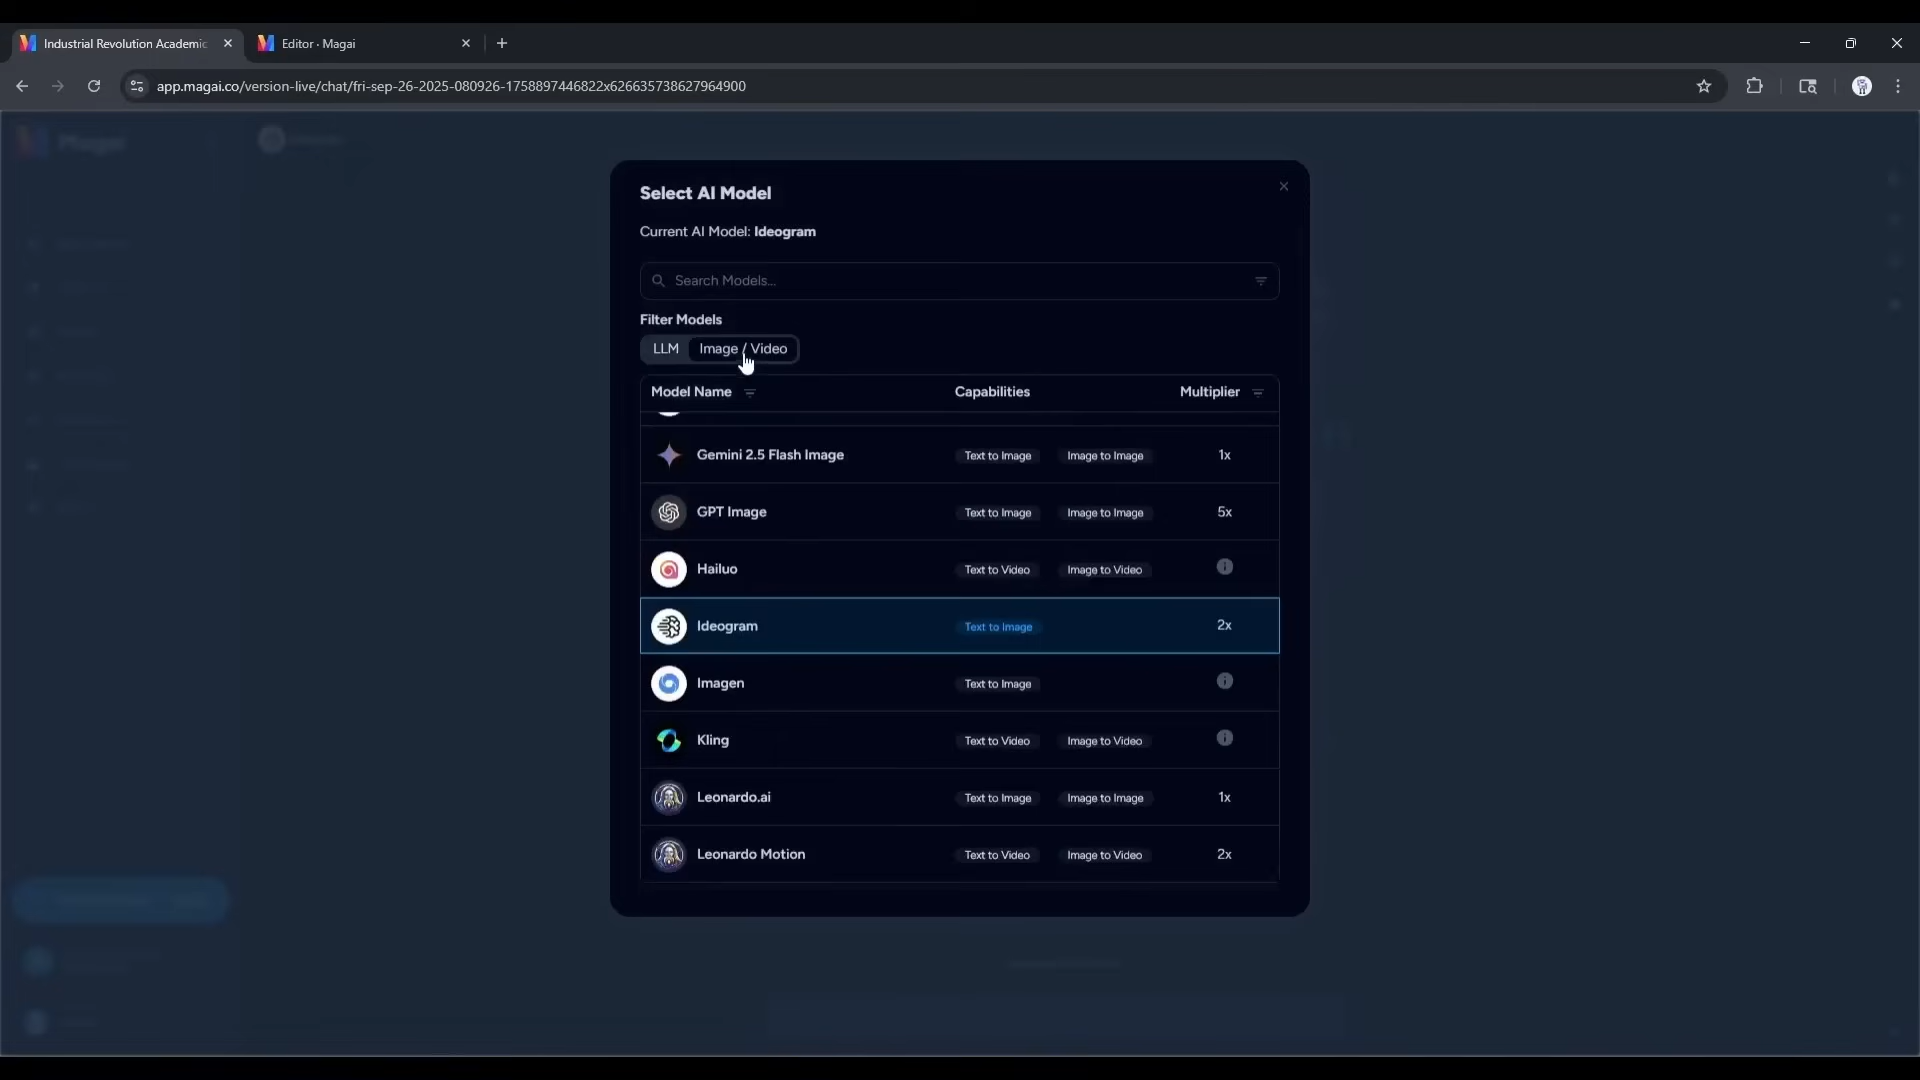 Industrial Revolution Academic
Editor · Magai
app.magai.co/version-live/chat/fri-sep-26-2025-080926-1758897446822x626635738627964900
Magai
Select AI Model
Current AI Model: Ideogram
Search Models...
Filter Models
LLM Image / Video
Model Name Capabilities Multiplier
Gemini 2.5 Flash Image Text to Image Image to Image 1x
GPT Image Text to Image Image to Image 5x
Hailuo Text to Video Image to Video
Ideogram Text to Image 2x
Imagen Text to Image
Kling Text to Video Image to Video
Leonardo.ai Text to Image Image to Image 1x
Leonardo Motion Text to Video Image to Video 2x